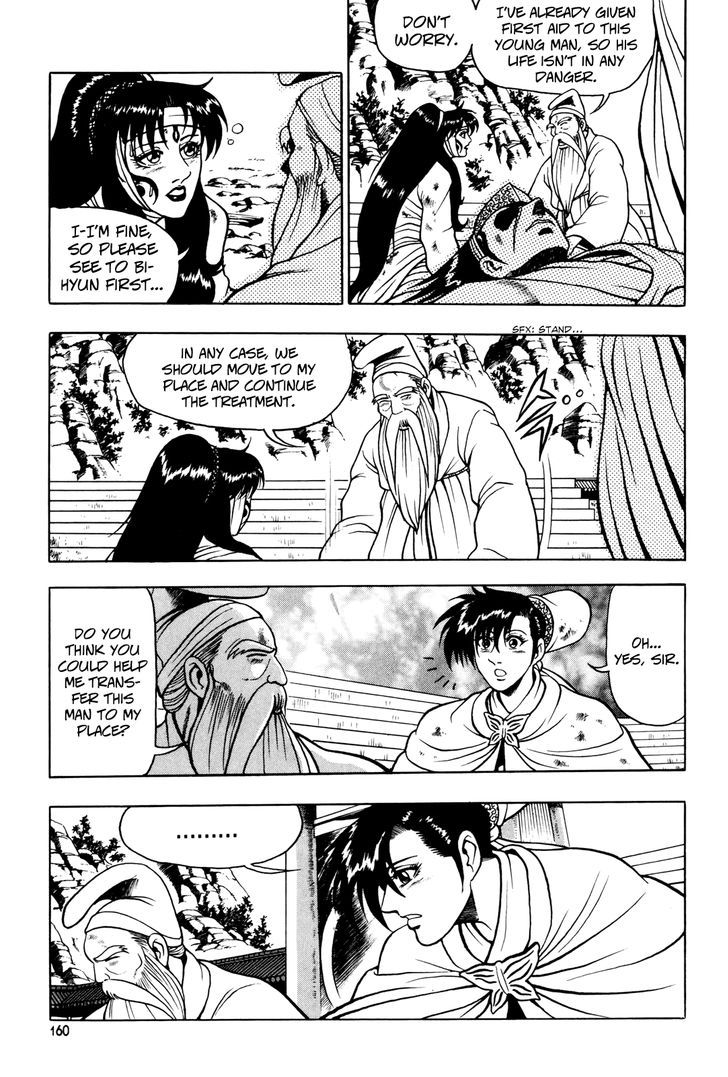 I-I'M FINE,
SO PLEASE
SEE TO BI-
HYUN FIRST...
DON'T
WORRY.
I'VE ALREADY GIVEN
FIRST AID TO THIS
YOUNG MAN, SO HIS
LIFE ISN'T IN ANY
DANGER.
SFX: STAND...
IN ANY CASE, WE
SHOULD MOVE TO MY
PLACE AND CONTINUE
THE TREATMENT.
DO YOU
THINK YOU
COULD HELP
ME TRANS-
FER THIS
MAN TO MY
PLACE?
OH...
YES, SIR.
..........
160